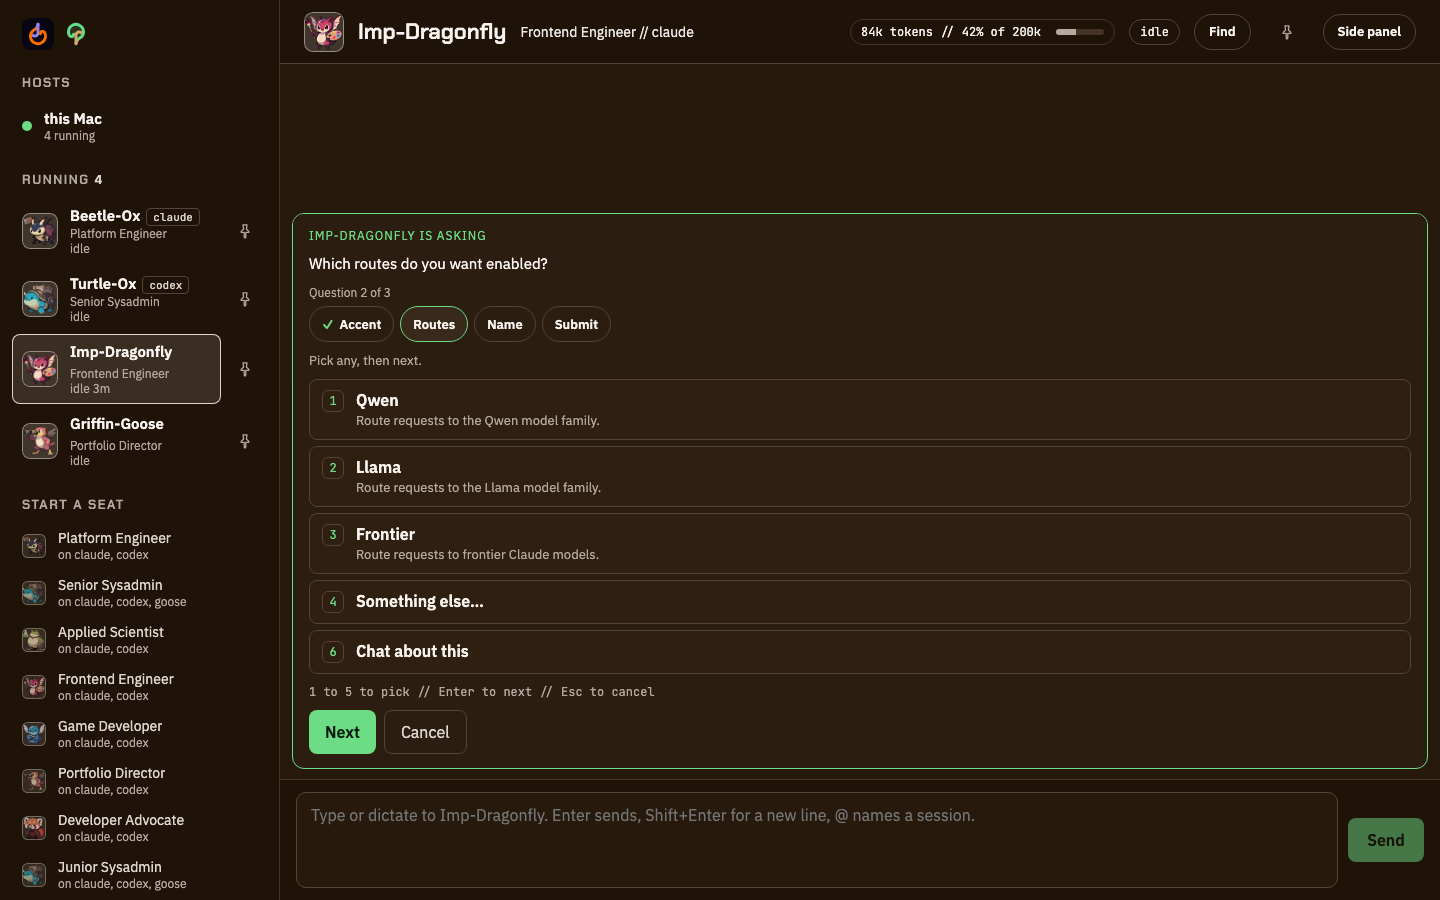 HOSTS
this Mac
4 running
RUNNING 4
Beetle-Ox claude
Platform Engineer
idle
Turtle-Ox codex
Senior Sysadmin
idle
Imp-Dragonfly
Frontend Engineer
idle 3m
Griffin-Goose
Portfolio Director
idle
START A SEAT
Platform Engineer
on claude, codex
Senior Sysadmin
on claude, codex, goose
Applied Scientist
on claude, codex
Frontend Engineer
on claude, codex
Game Developer
on claude, codex
Portfolio Director
on claude, codex
Developer Advocate
on claude, codex
Junior Sysadmin
on claude, codex, goose
Imp-Dragonfly Frontend Engineer // claude 84k tokens // 42% of 200k idle Find Side panel
IMP-DRAGONFLY IS ASKING
Which routes do you want enabled?
Question 2 of 3
Accent Routes Name Submit
Pick any, then next.
1 Qwen
Route requests to the Qwen model family.
2 Llama
Route requests to the Llama model family.
3 Frontier
Route requests to frontier Claude models.
4 Something else...
6 Chat about this
1 to 5 to pick // Enter to next // Esc to cancel
Next Cancel
Type or dictate to Imp-Dragonfly. Enter sends, Shift+Enter for a new line, @ names a session.
Send